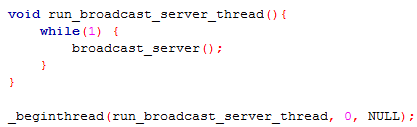 void run_broadcast_server_thread(){
    while(1) {
        broadcast_server();
    }
}

_beginthread(run_broadcast_server_thread, 0, NULL);